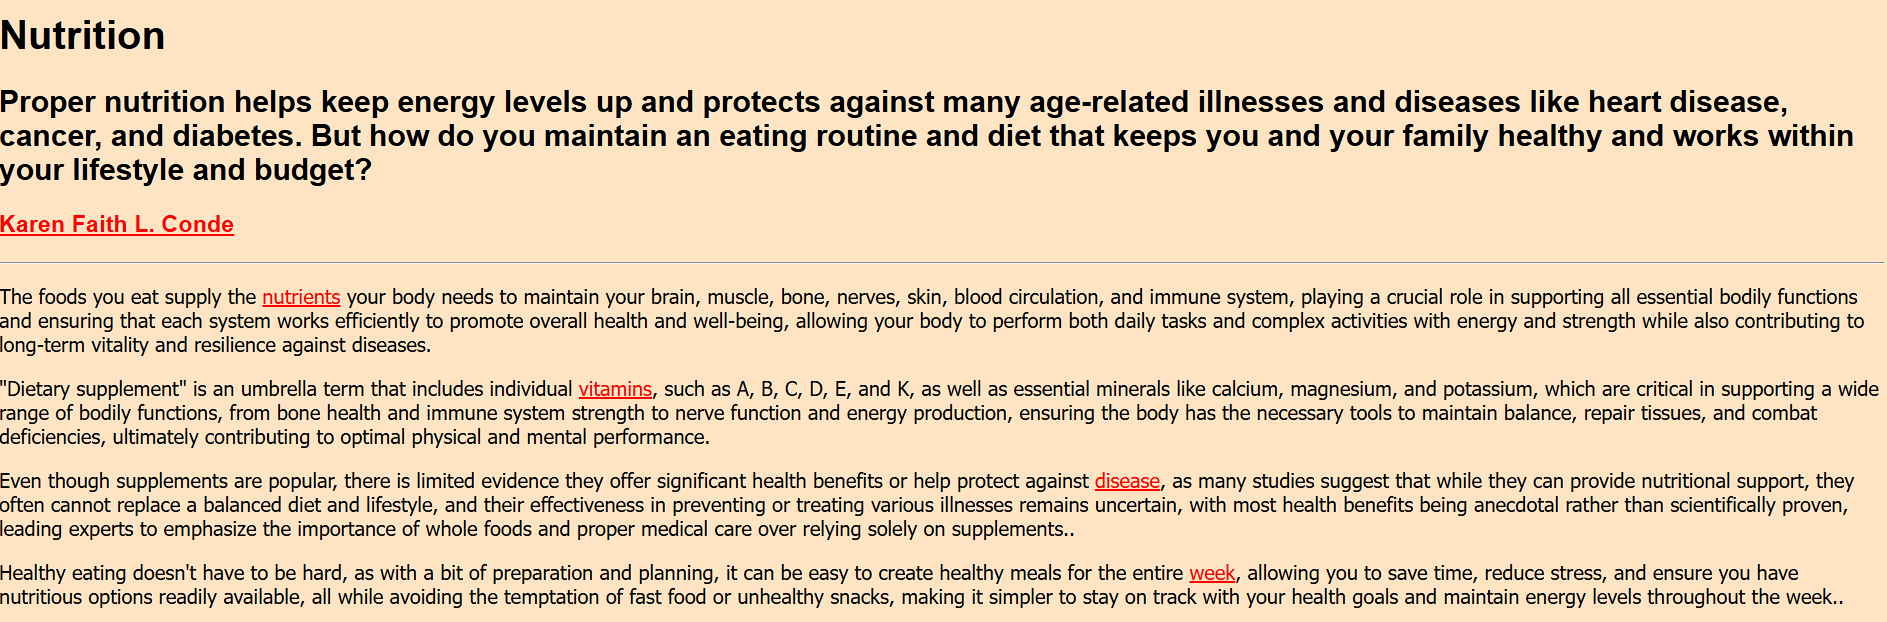 Nutrition
Proper nutrition helps keep energy levels up and protects against many age-related illnesses and diseases like heart disease,
cancer, and diabetes. But how do you maintain an eating routine and diet that keeps you and your family healthy and works within
your lifestyle and budget?
Karen Faith L. Conde
The foods you eat supply the nutrients your body needs to maintain your brain, muscle, bone, nerves, skin, blood circulation, and immune system, playing a crucial role in supporting all essential bodily functions
and ensuring that each system works efficiently to promote overall health and well-being, allowing your body to perform both daily tasks and complex activities with energy and strength while also contributing to
long-term vitality and resilience against diseases.
"Dietary supplement" is an umbrella term that includes individual vitamins, such as A, B, C, D, E, and K, as well as essential minerals like calcium, magnesium, and potassium, which are critical in supporting a wide
range of bodily functions, from bone health and immune system strength to nerve function and energy production, ensuring the body has the necessary tools to maintain balance, repair tissues, and combat
deficiencies, ultimately contributing to optimal physical and mental performance.
Even though supplements are popular, there is limited evidence they offer significant health benefits or help protect against disease, as many studies suggest that while they can provide nutritional support, they
often cannot replace a balanced diet and lifestyle, and their effectiveness in preventing or treating various illnesses remains uncertain, with most health benefits being anecdotal rather than scientifically proven,
leading experts to emphasize the importance of whole foods and proper medical care over relying solely on supplements..
Healthy eating doesn't have to be hard, as with a bit of preparation and planning, it can be easy to create healthy meals for the entire week, allowing you to save time, reduce stress, and ensure you have
nutritious options readily available, all while avoiding the temptation of fast food or unhealthy snacks, making it simpler to stay on track with your health goals and maintain energy levels throughout the week..